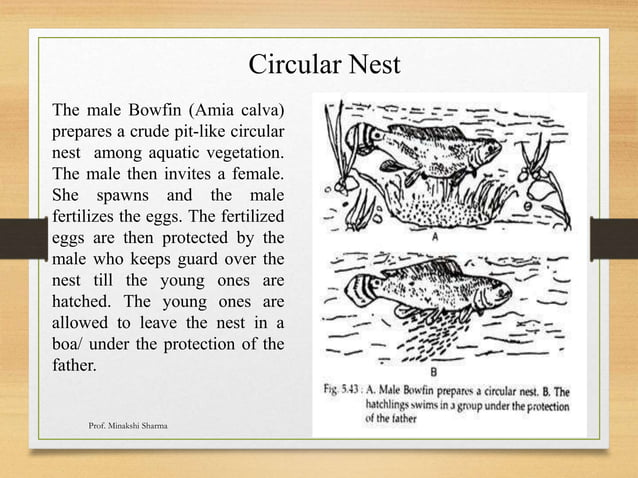 Circular Nest
The male Bowfin (Amia calva)
prepares a crude pit-like circular
nest among aquatic vegetation.
The male then invites a female.
She spawns and the male
fertilizes the eggs. The fertilized
eggs are then protected by the
male who keeps guard over the
nest till the young ones are
hatched. The young ones are
allowed to leave the nest in a
boa/ under the protection of the
father.
A
B
Fig. 5.43 : A. Male Bowfin prepares a circular nest. B. The
hatchlings swims in a group under the protection
of the father
Prof. Minakshi Sharma